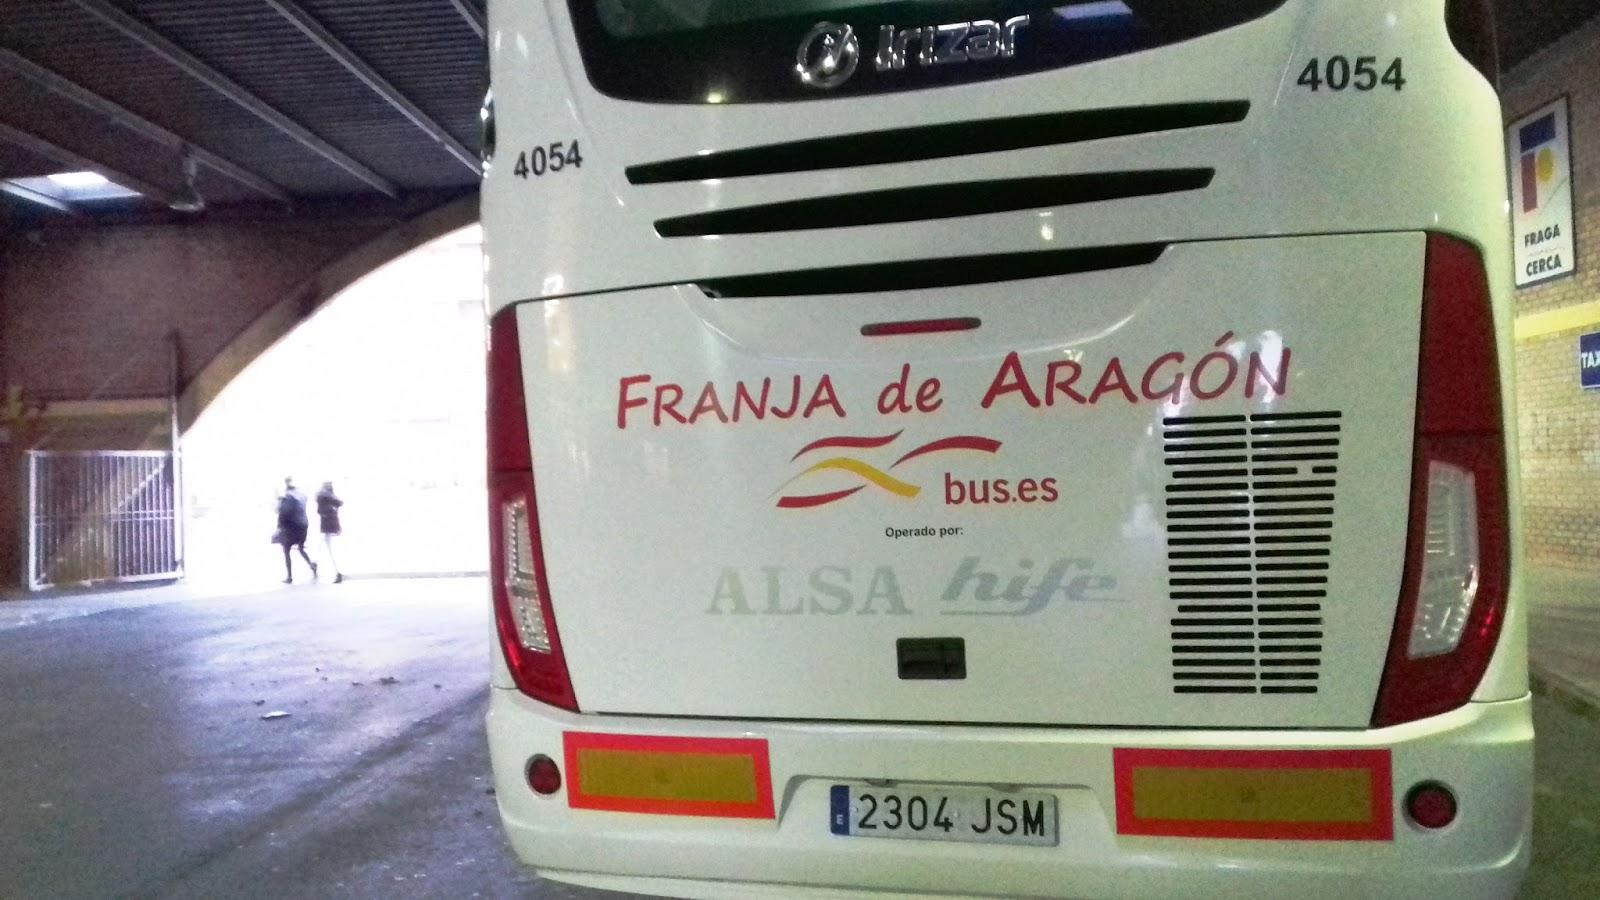 irizar
4054
4054
FRAGA
CERCA
TAX
FRANJA de ARAGÓN
bus.es
Operado por:
ALSA hife
E
2304 JSM